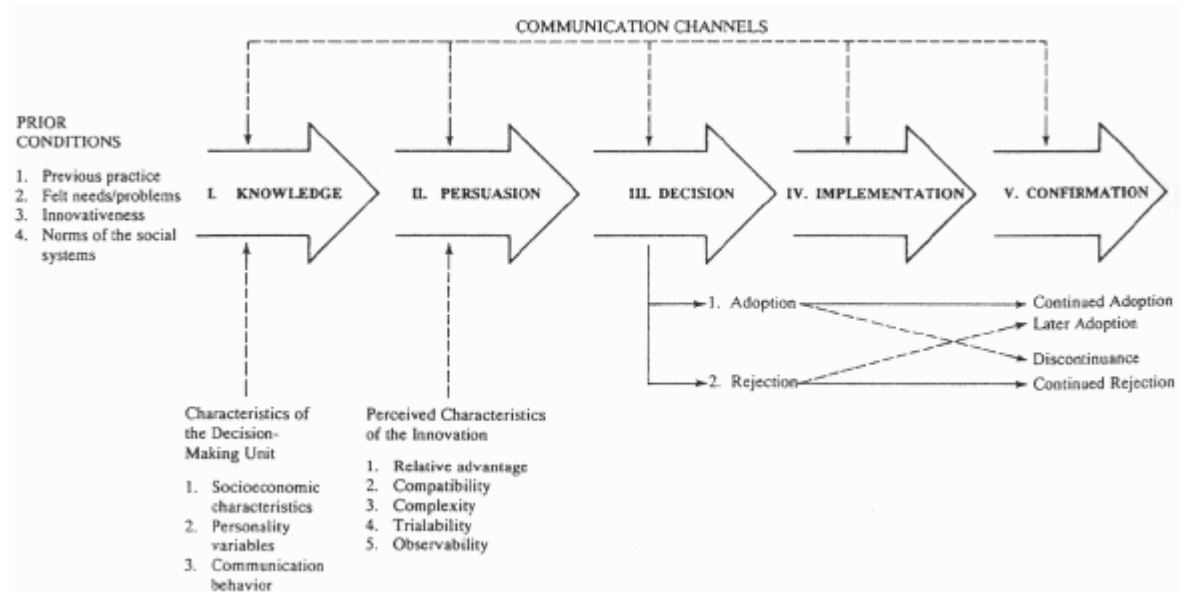 COMMUNICATION CHANNELS
PRIOR
CONDITIONS
1. Previous practice
2. Felt needs/problems
3. Innovativeness
4. Norms of the social
systems
I. KNOWLEDGE
II. PERSUASION
III. DECISION
IV. IMPLEMENTATION
V. CONFIRMATION
1. Adoption
2. Rejection
Continued Adoption
Later Adoption
Discontinuance
Continued Rejection
Characteristics of
the Decision-
Making Unit
1. Socioeconomic
characteristics
2. Personality
variables
3. Communication
behavior
Perceived Characteristics
of the Innovation
1. Relative advantage
2. Compatibility
3. Complexity
4. Trialability
5. Observability